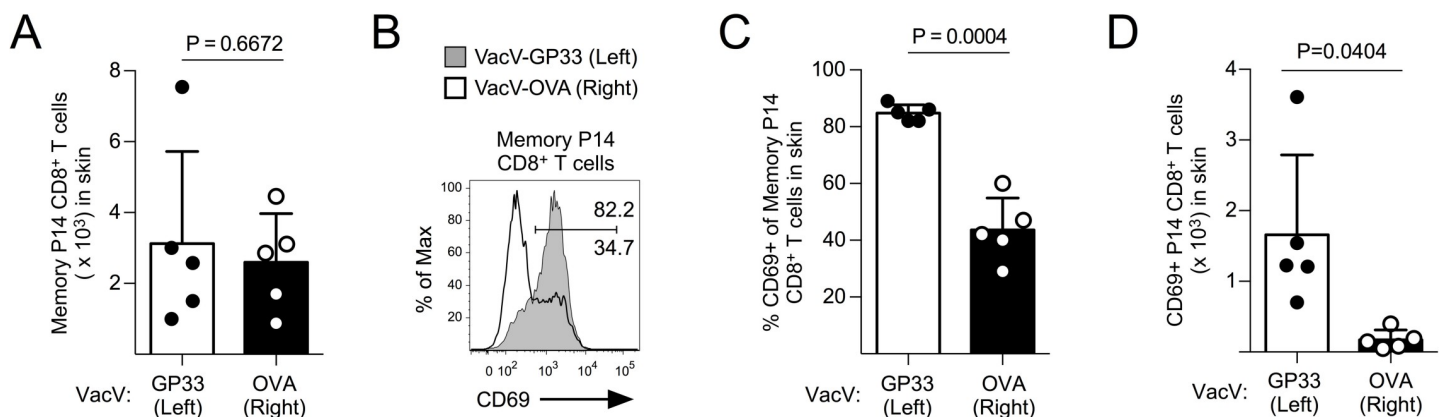 A
P = 0.6672
Memory P14 CD8⁺ T cells
( x 10³) in skin
8
6
4
2
VacV:
GP33
(Left)
OVA
(Right)
B
VacV-GP33 (Left)
VacV-OVA (Right)
Memory P14
CD8⁺ T cells
% of Max
100
80
60
40
20
82.2
34.7
0 10² 10³ 10⁴ 10⁵
CD69
C
P = 0.0004
% CD69+ of Memory P14
CD8⁺ T cells in skin
100
80
60
40
20
VacV:
GP33
(Left)
OVA
(Right)
D
P=0.0404
CD69+ P14 CD8⁺ T cells
(x 10³) in skin
4
3
2
1
VacV:
GP33
(Left)
OVA
(Right)